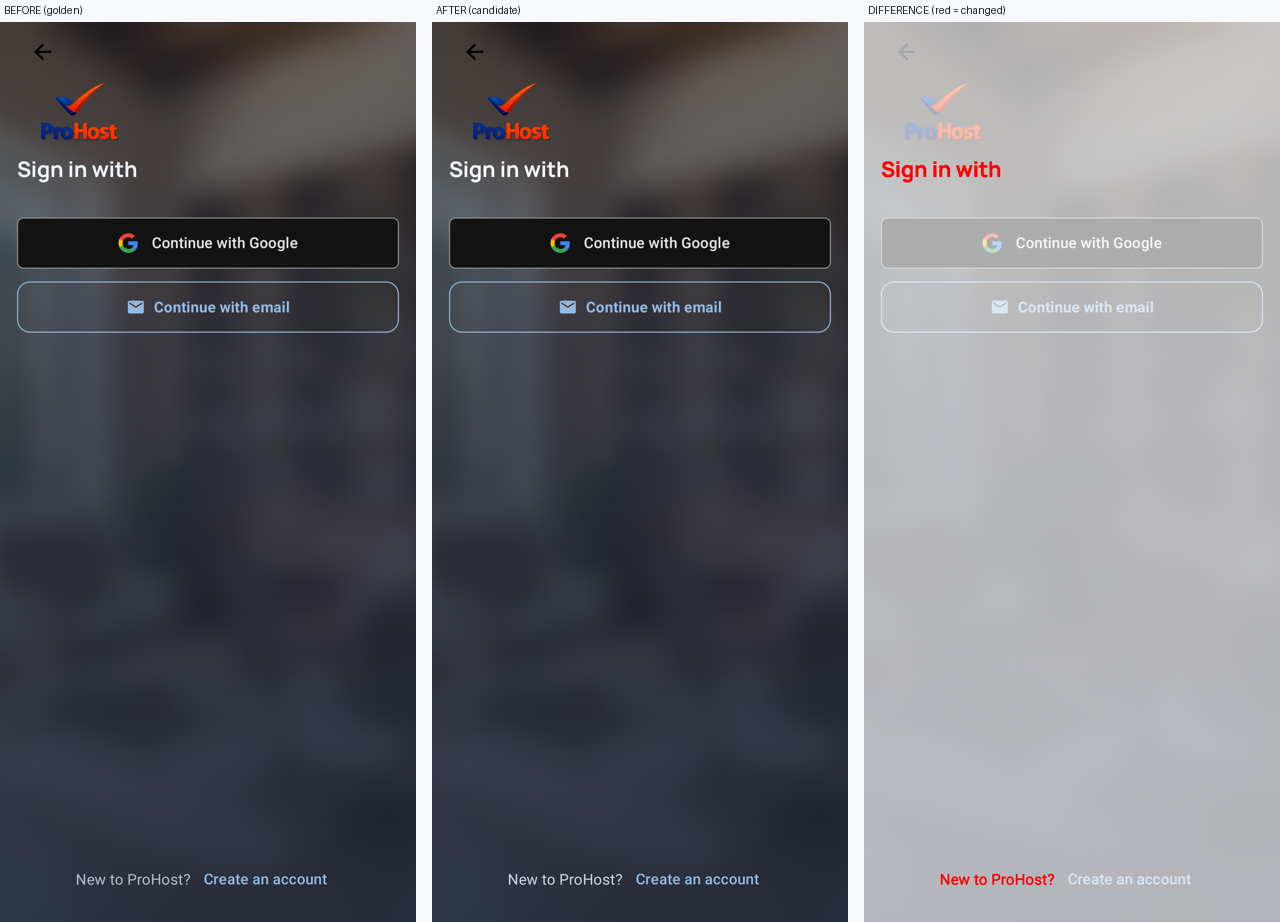 BEFORE (golden)
AFTER (candidate)
DIFFERENCE (red = changed)
ProHost
Sign in with
Continue with Google
Continue with email
New to ProHost? Create an account
ProHost
Sign in with
Continue with Google
Continue with email
New to ProHost? Create an account
ProHost
Sign in with
Continue with Google
Continue with email
New to ProHost? Create an account